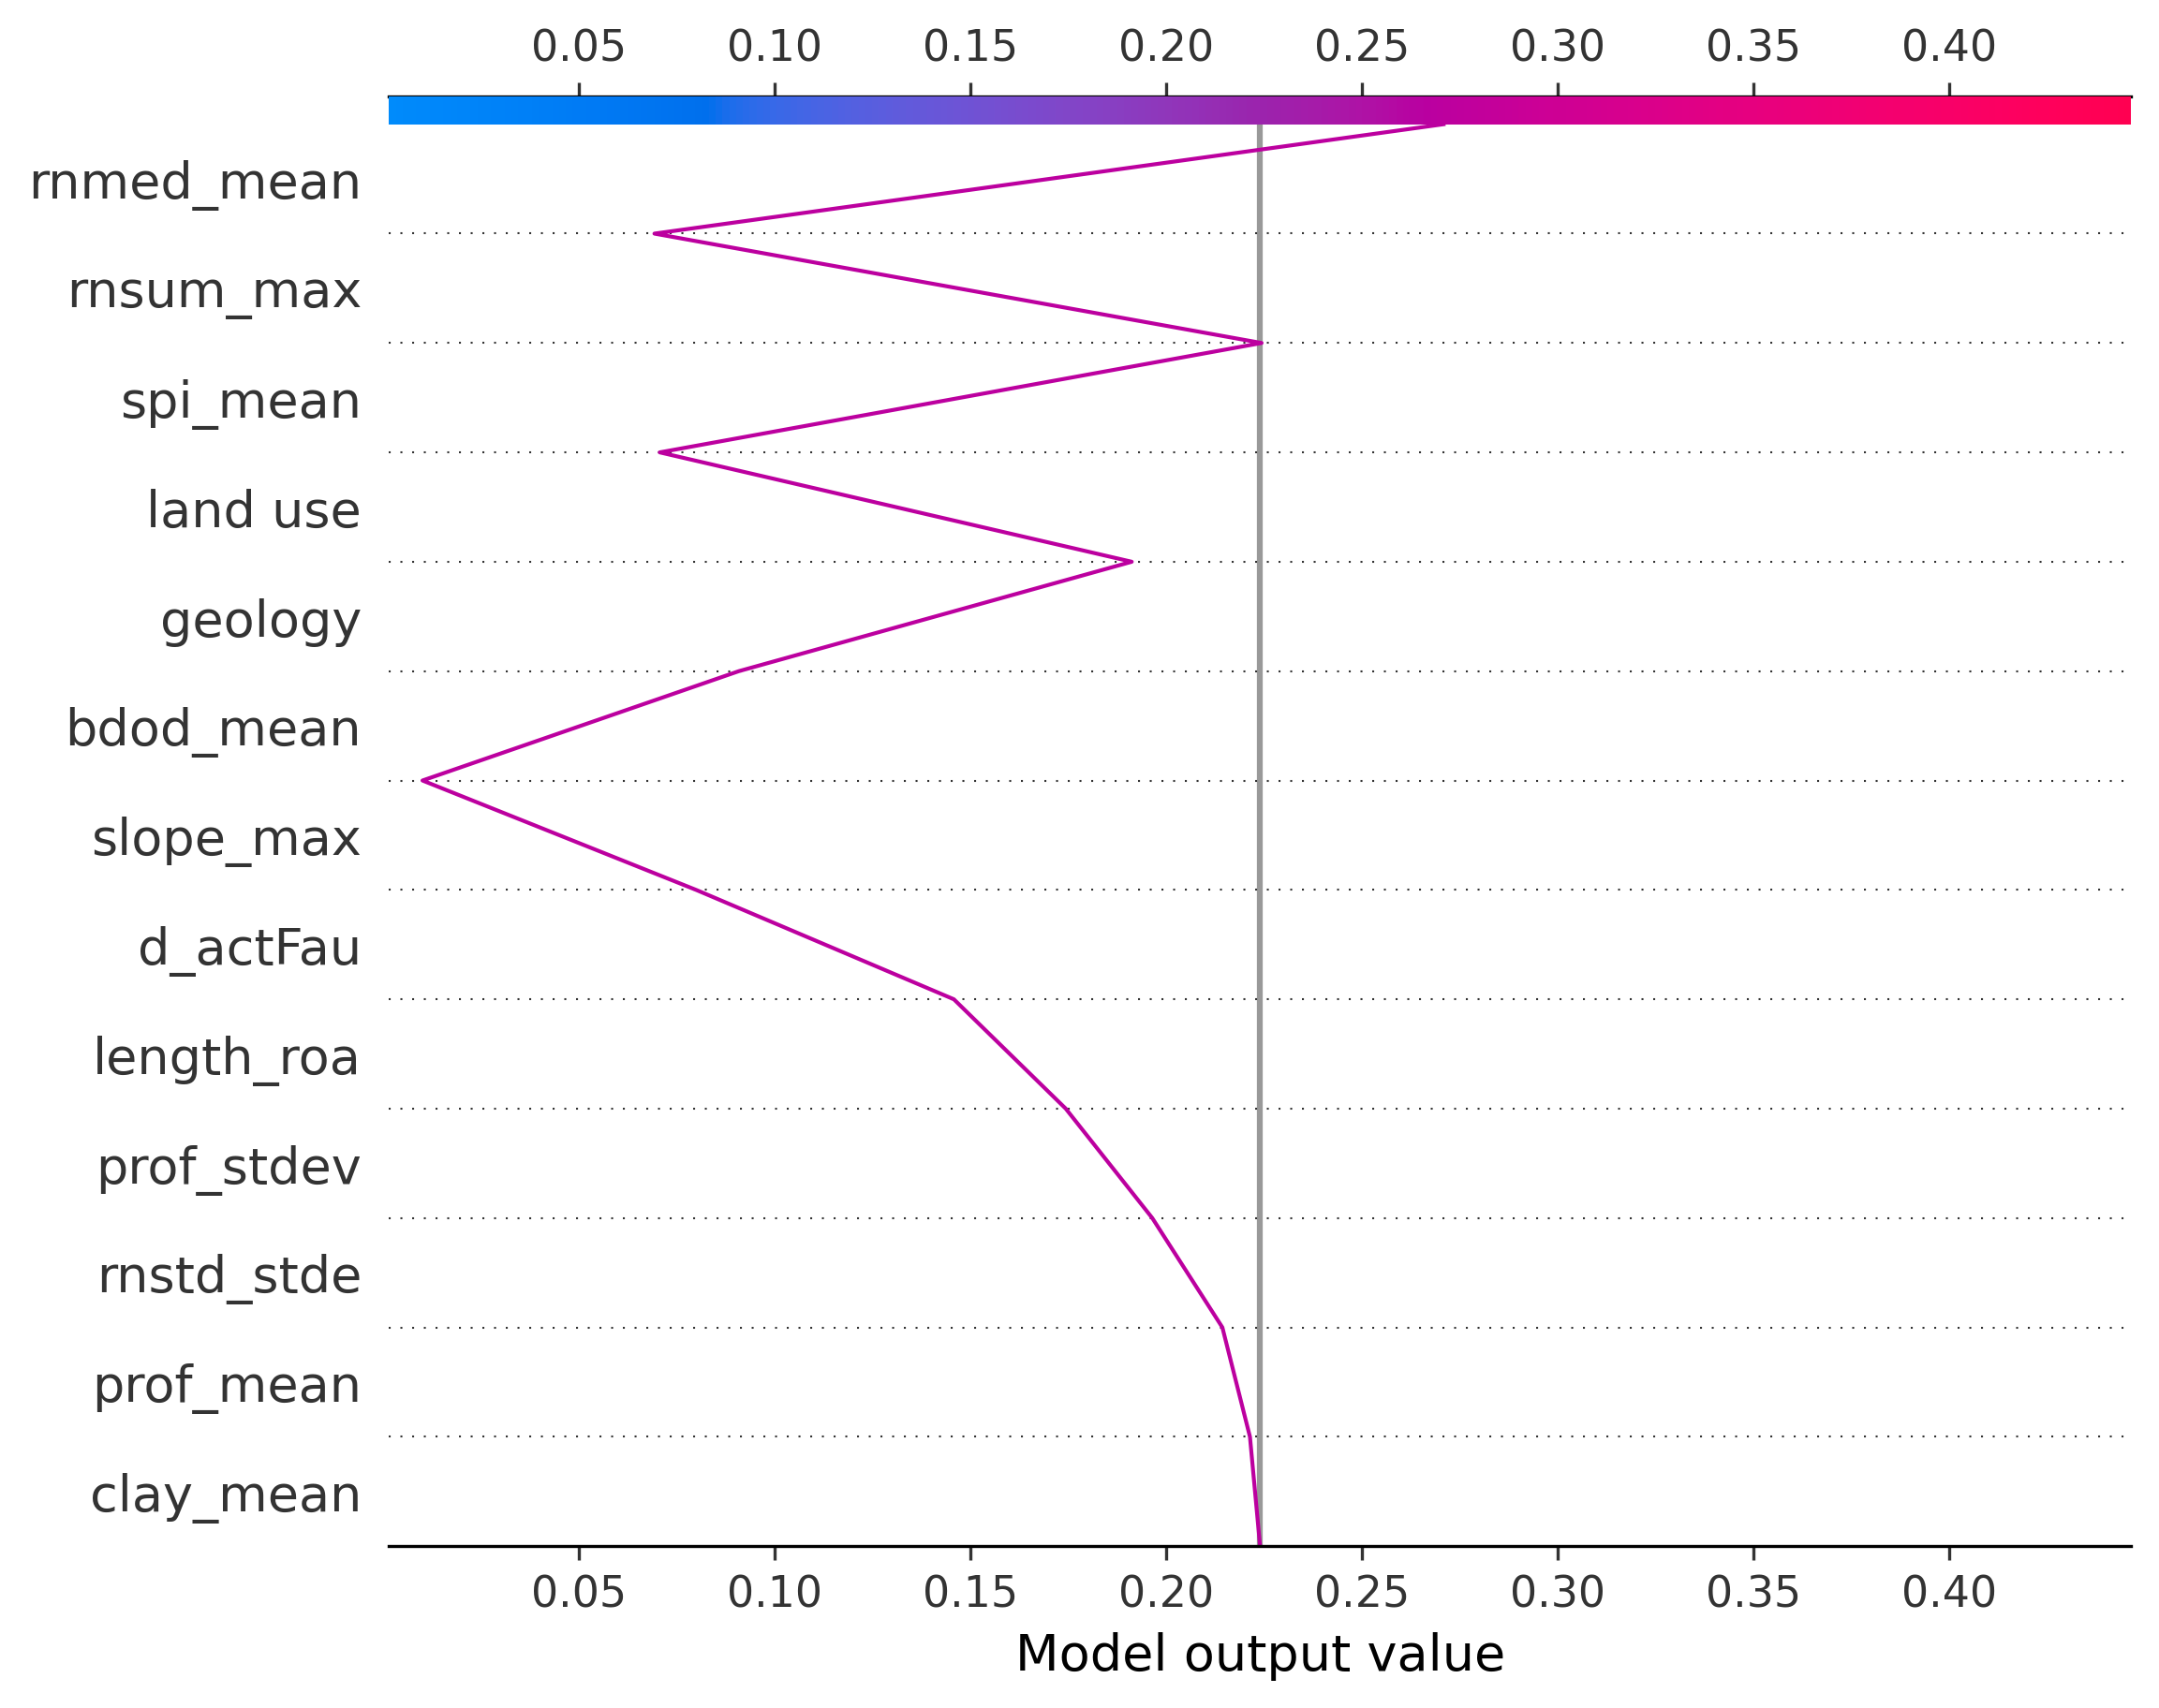 0.05 0.10 0.15 0.20 0.25 0.30 0.35 0.40
rnmed_mean
rnsum_max
spi_mean
land use
geology
bdod_mean
slope_max
d_actFau
length_roa
prof_stdev
rnstd_stde
prof_mean
clay_mean
0.05 0.10 0.15 0.20 0.25 0.30 0.35 0.40
Model output value